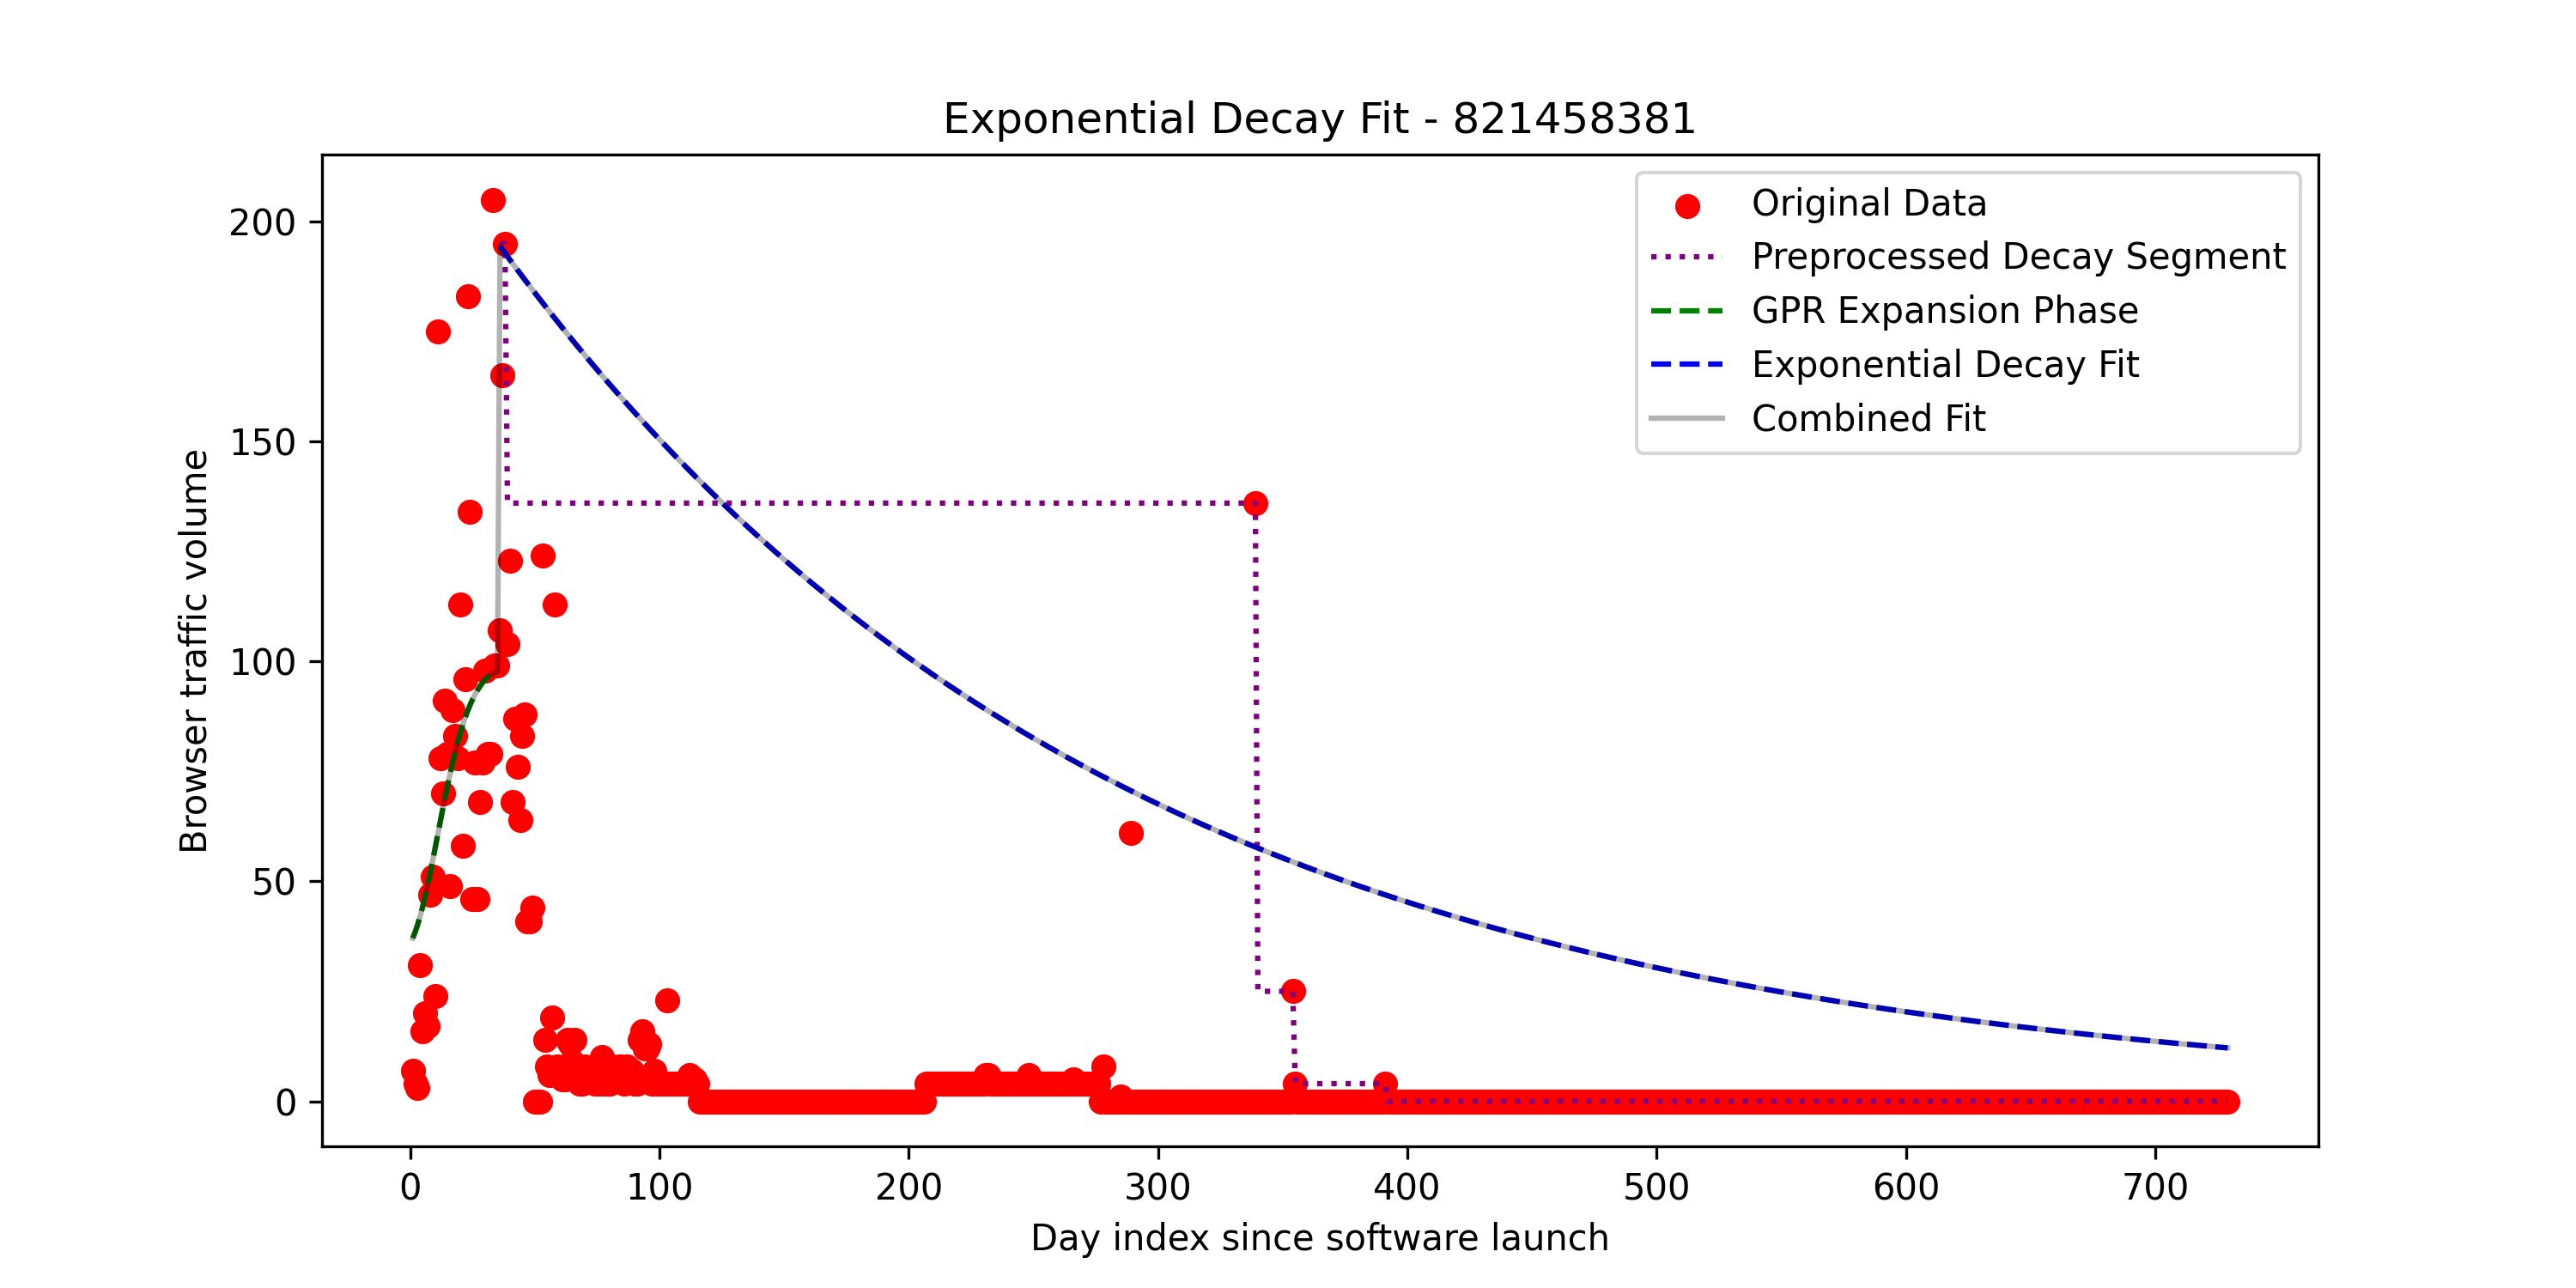 Exponential Decay Fit - 821458381
Original Data
Preprocessed Decay Segment
GPR Expansion Phase
Exponential Decay Fit
Combined Fit
Browser traffic volume
200
150
100
50
0
0 100 200 300 400 500 600 700
Day index since software launch